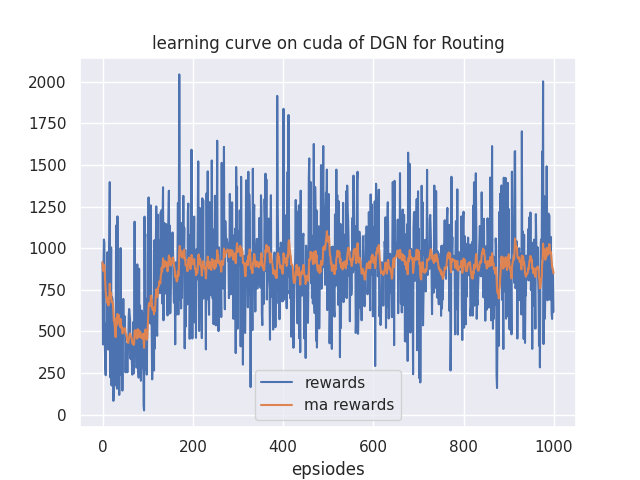 learning curve on cuda of DGN for Routing
2000
1750
1500
1250
1000
750
500
250
0
rewards
ma rewards
0 200 400 600 800 1000
epsiodes